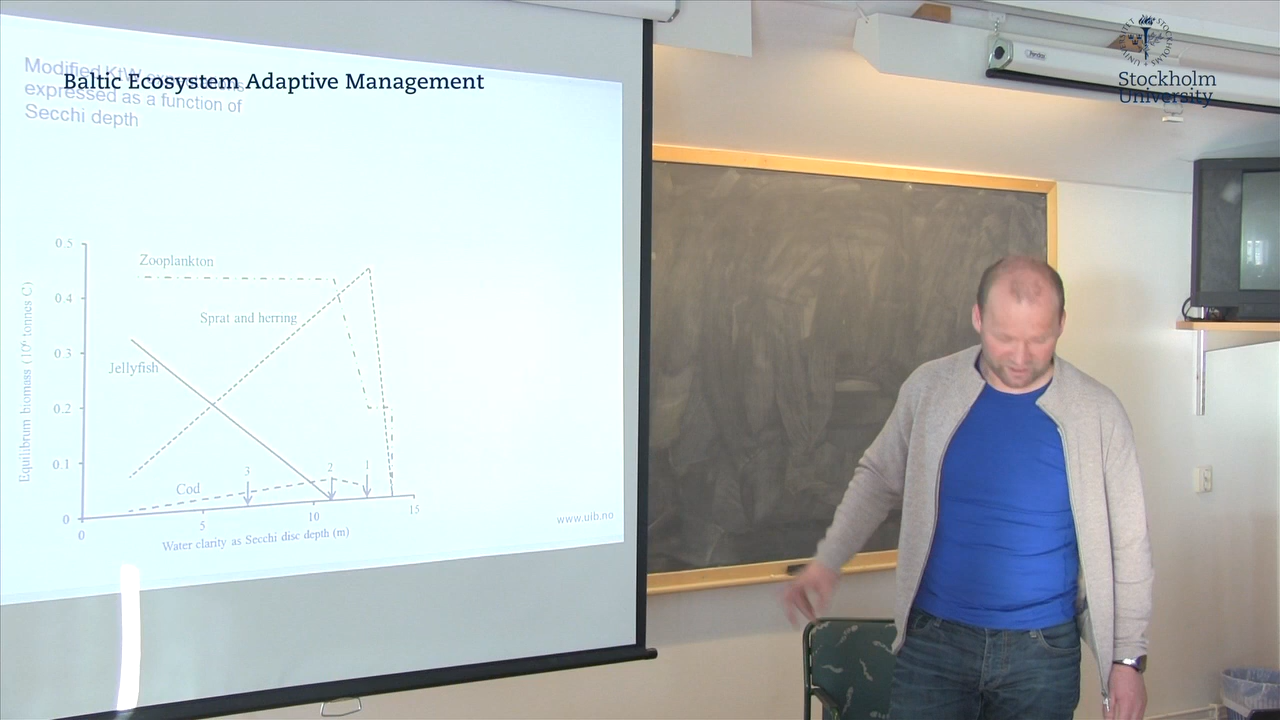 Baltic Ecosystem Adaptive Management
Modified
expressed as a function of
Secchi depth
Stockholm
University
0.5
Zooplankton
0.4
Sprat and herring
0.3
Jellyfish
0.2
0.1
3
2
1
Cod
0
0
5
10
15
Equilibrium biomass (10⁶ tonnes C)
Water clarity as Secchi disc depth (m)
www.uib.no